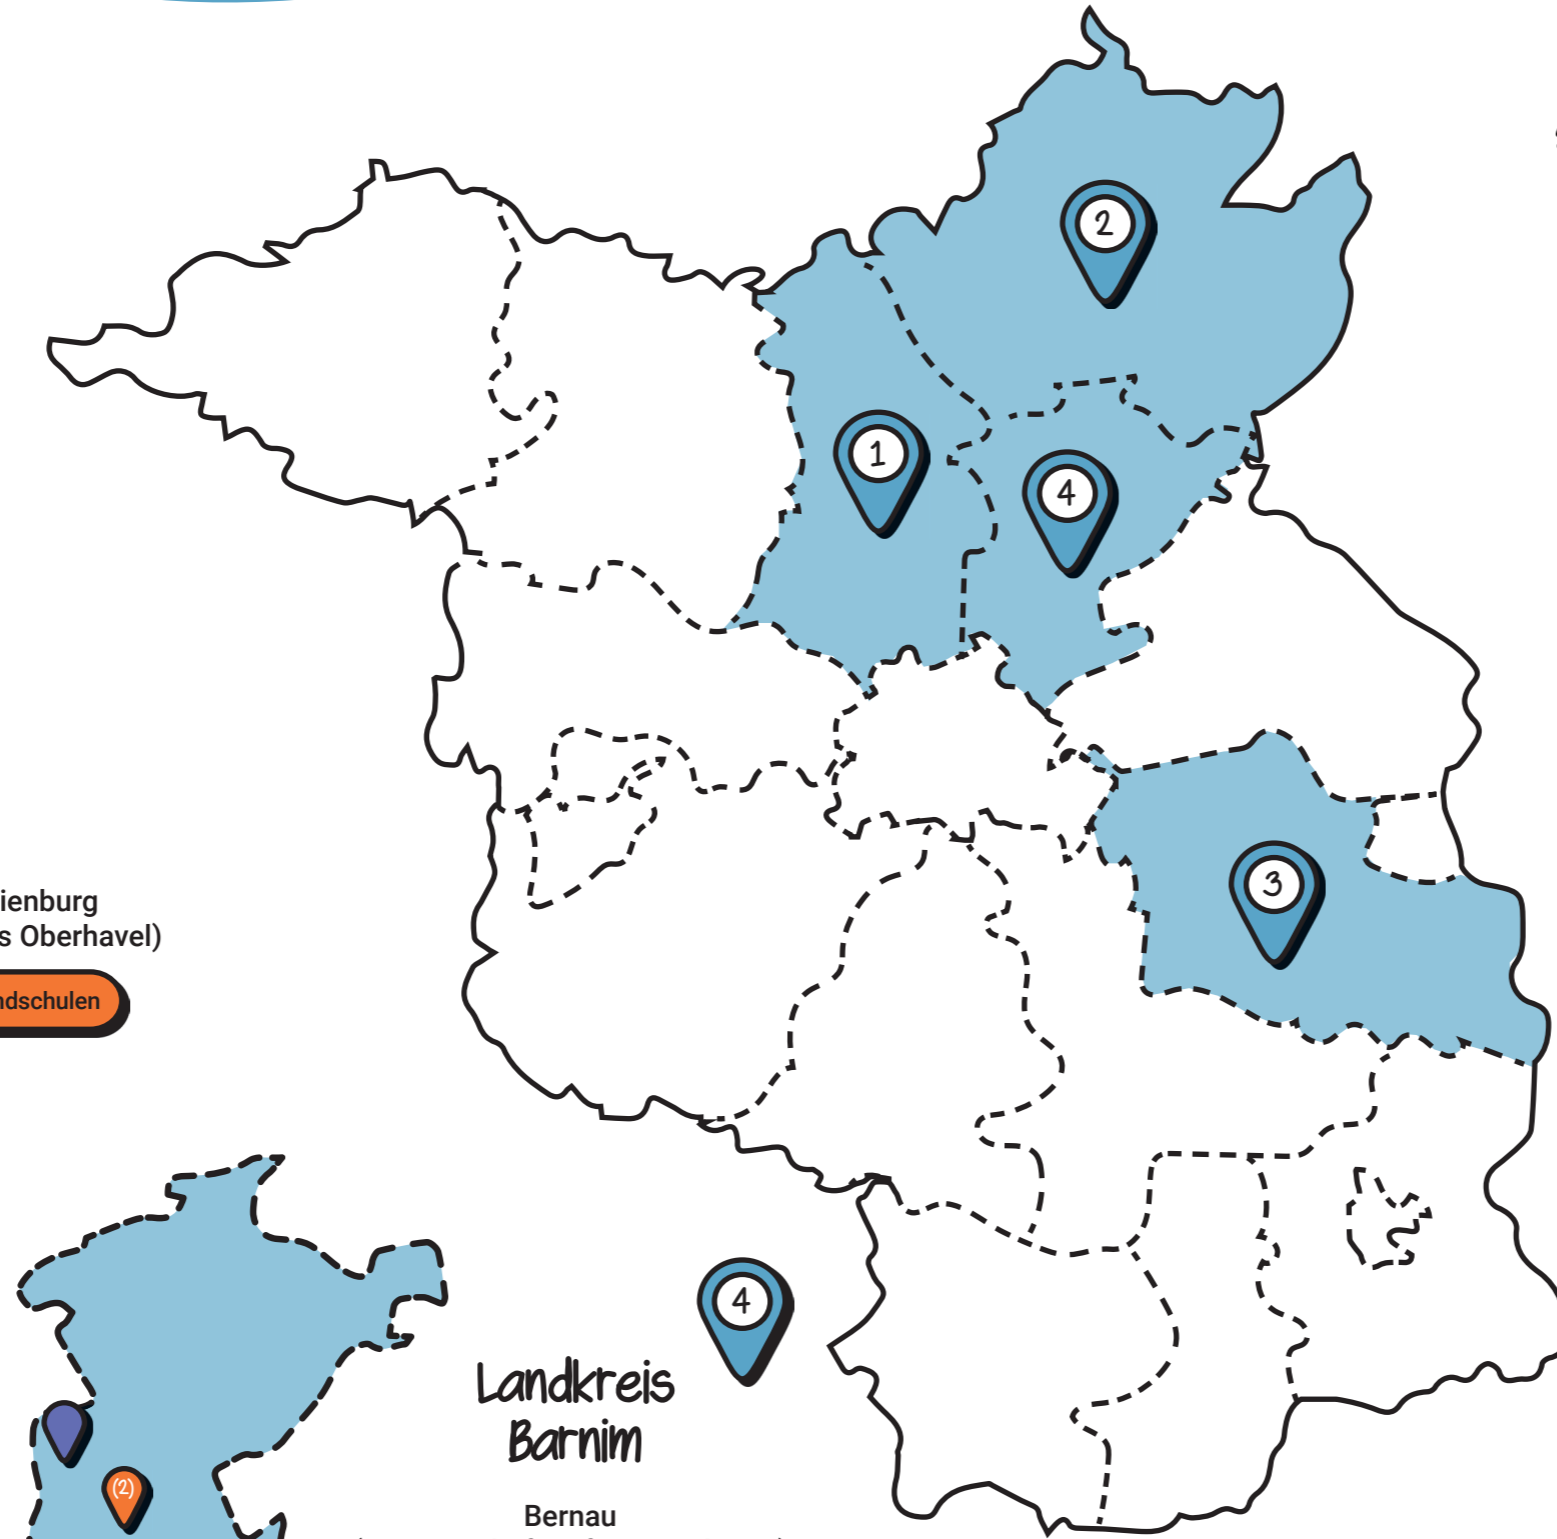 2
1
4
3
ienburg
s Oberhavel)
ndschulen
4
Landkreis
Barnim
(2)
Bernau